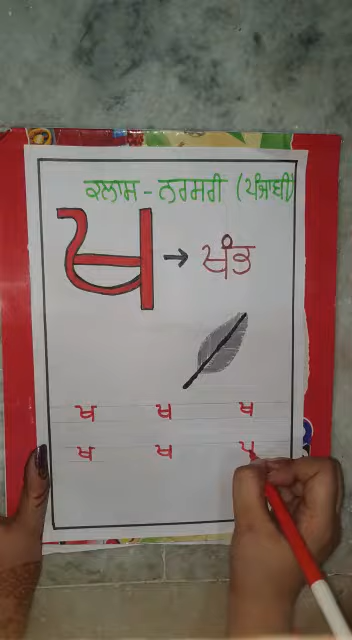 ਕਲਾਸ - ਨਰਸਰੀ (ਪੰਜਾਬੀ)
ਖ → ਖੰਭ
ਖ ਖ ਖ
ਖ ਖ ਪ